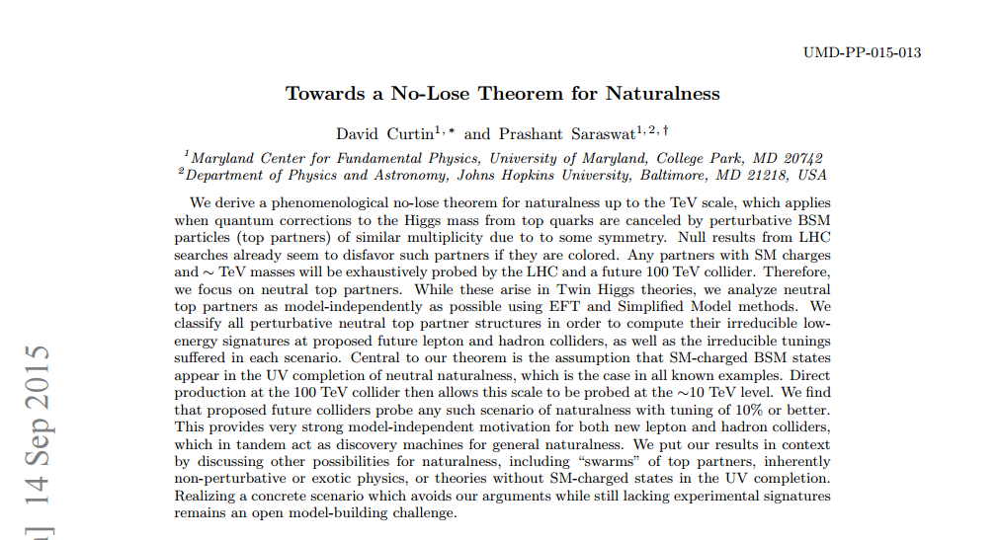 UMD-PP-015-013
Towards a No-Lose Theorem for Naturalness
David Curtin1, * and Prashant Saraswat1, 2, †
1Maryland Center for Fundamental Physics, University of Maryland, College Park, MD 20742
2Department of Physics and Astronomy, Johns Hopkins University, Baltimore, MD 21218, USA
We derive a phenomenological no-lose theorem for naturalness up to the TeV scale, which applies
when quantum corrections to the Higgs mass from top quarks are canceled by perturbative BSM
particles (top partners) of similar multiplicity due to to some symmetry. Null results from LHC
searches already seem to disfavor such partners if they are colored. Any partners with SM charges
and ∼ TeV masses will be exhaustively probed by the LHC and a future 100 TeV collider. Therefore,
we focus on neutral top partners. While these arise in Twin Higgs theories, we analyze neutral
top partners as model-independently as possible using EFT and Simplified Model methods. We
classify all perturbative neutral top partner structures in order to compute their irreducible low-
energy signatures at proposed future lepton and hadron colliders, as well as the irreducible tunings
suffered in each scenario. Central to our theorem is the assumption that SM-charged BSM states
appear in the UV completion of neutral naturalness, which is the case in all known examples. Direct
production at the 100 TeV collider then allows this scale to be probed at the ∼10 TeV level. We find
that proposed future colliders probe any such scenario of naturalness with tuning of 10% or better.
This provides very strong model-independent motivation for both new lepton and hadron colliders,
which in tandem act as discovery machines for general naturalness. We put our results in context
by discussing other possibilities for naturalness, including “swarms” of top partners, inherently
non-perturbative or exotic physics, or theories without SM-charged states in the UV completion.
Realizing a concrete scenario which avoids our arguments while still lacking experimental signatures
remains an open model-building challenge.
] 14 Sep 2015